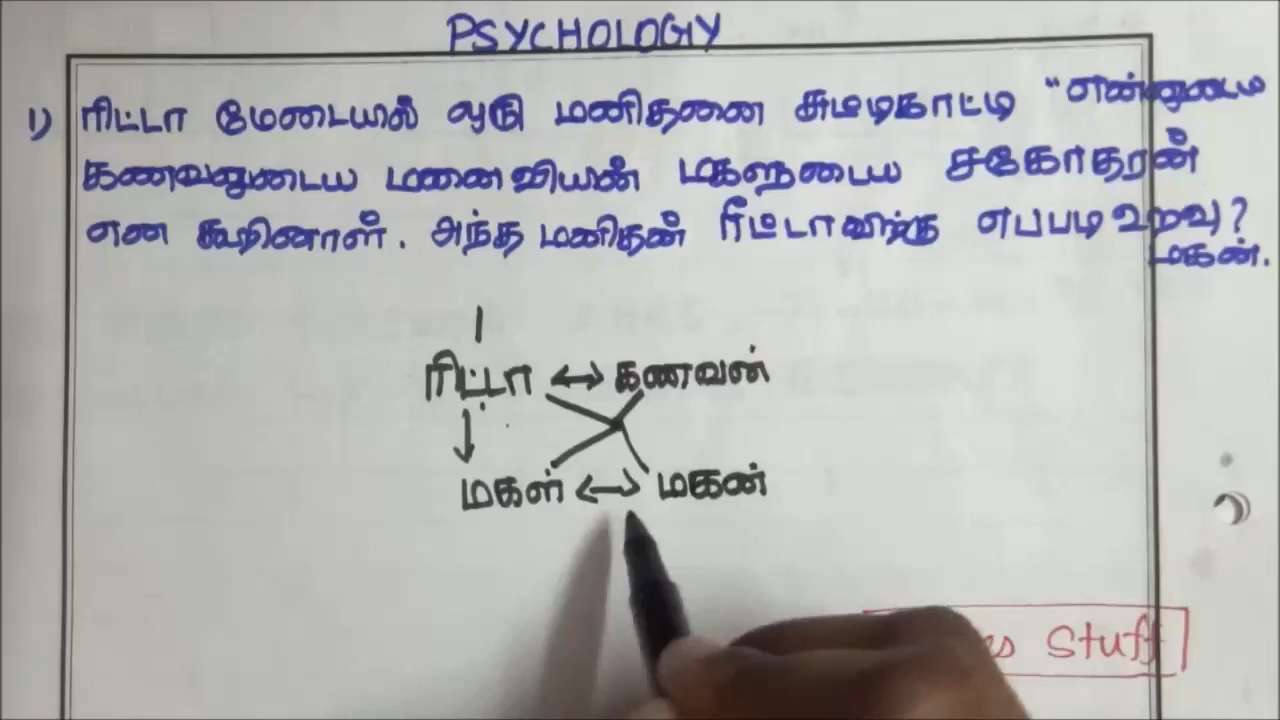 PSYCHOLOGY
1) ரிட்டா மேடையில் ஒரு மனிதனை சுட்டிகாட்டி "என்னுடைய
கணவனுடைய மனைவியின் மகளுடைய சகோதரன்
என கூறினாள். அந்த மனிதன் ரீட்டாவிற்கு எப்படி உறவு?
மகன்.
ரிட்டா ↔ கணவன்
மகள் ↔ மகன்
Stuff